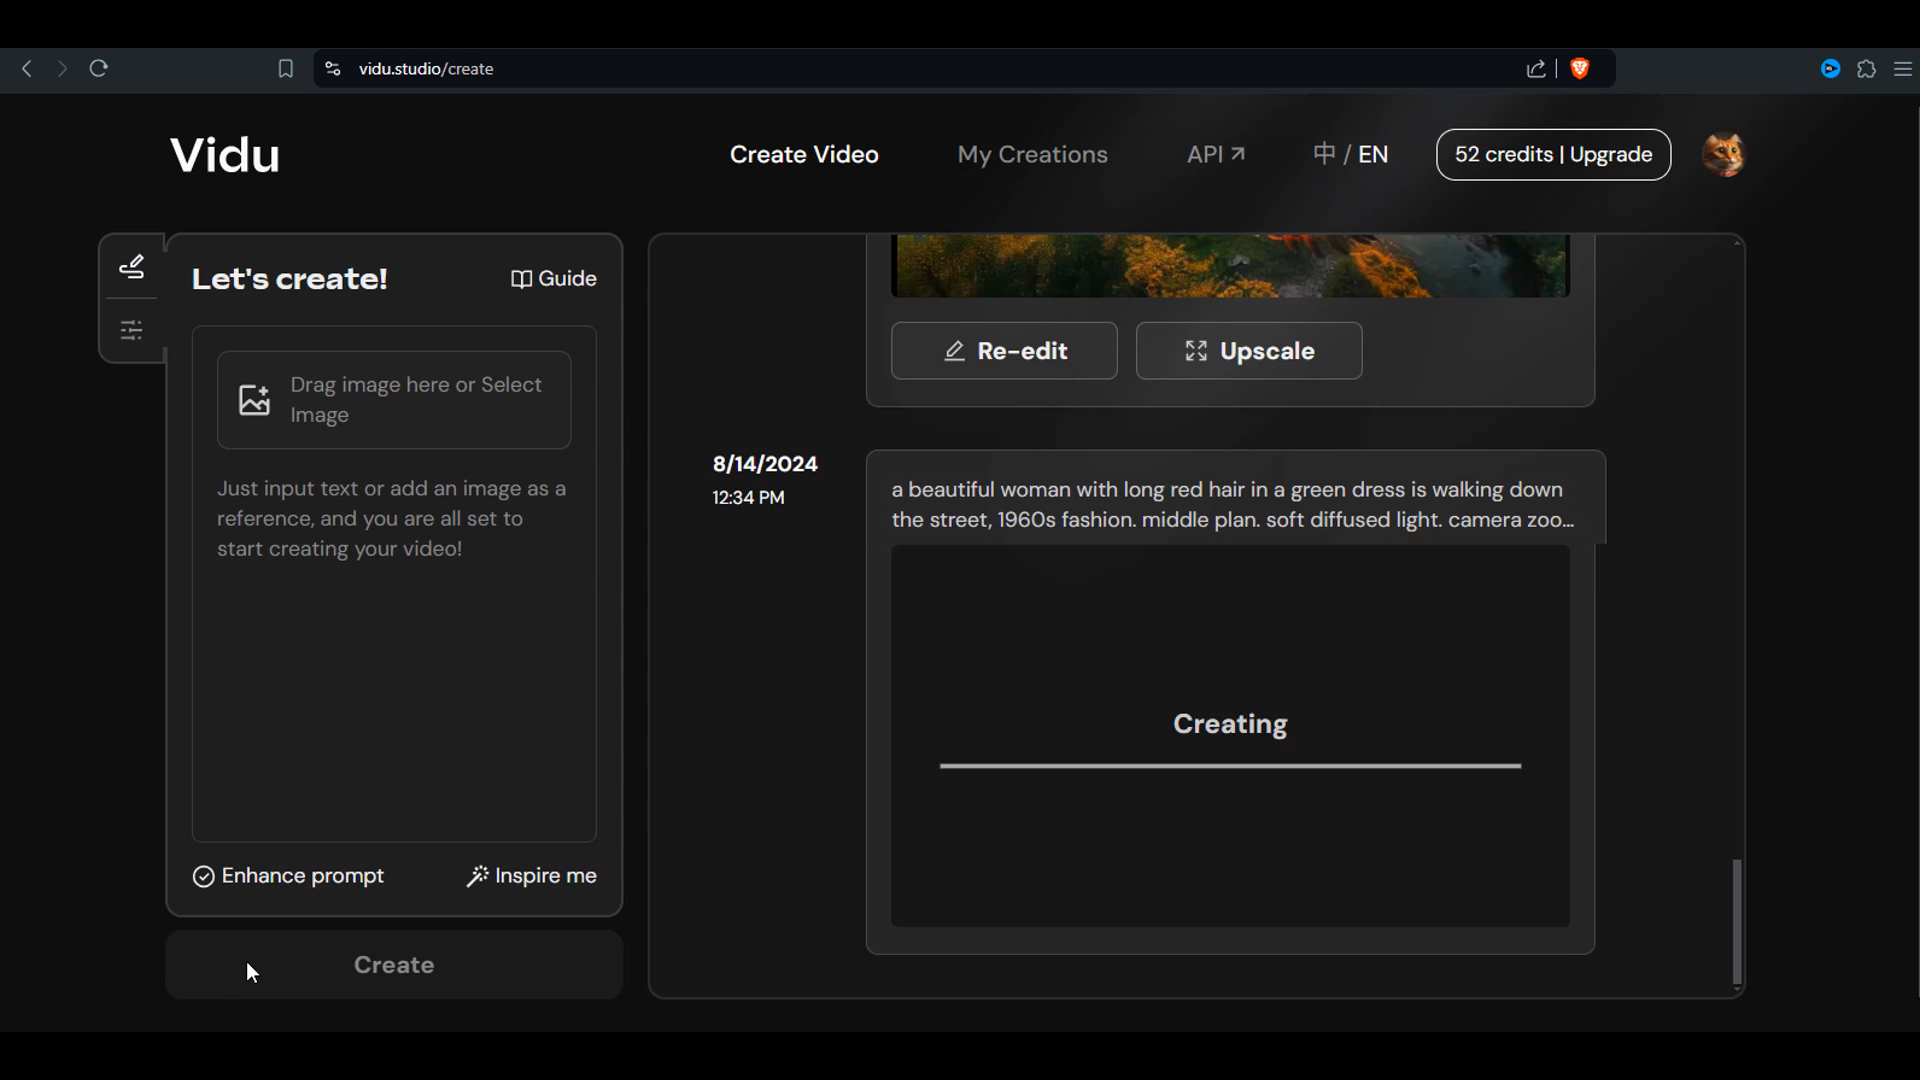 vidu.studio/create
Vidu
Create Video
My Creations
API
中 / EN
52 credits | Upgrade
Let's create!
Guide
Drag image here or Select
Image
Just input text or add an image as a
reference, and you are all set to
start creating your video!
Enhance prompt
Inspire me
Create
Re-edit
Upscale
8/14/2024
12:34 PM
a beautiful woman with long red hair in a green dress is walking down
the street, 1960s fashion. middle plan. soft diffused light. camera zoo...
Creating